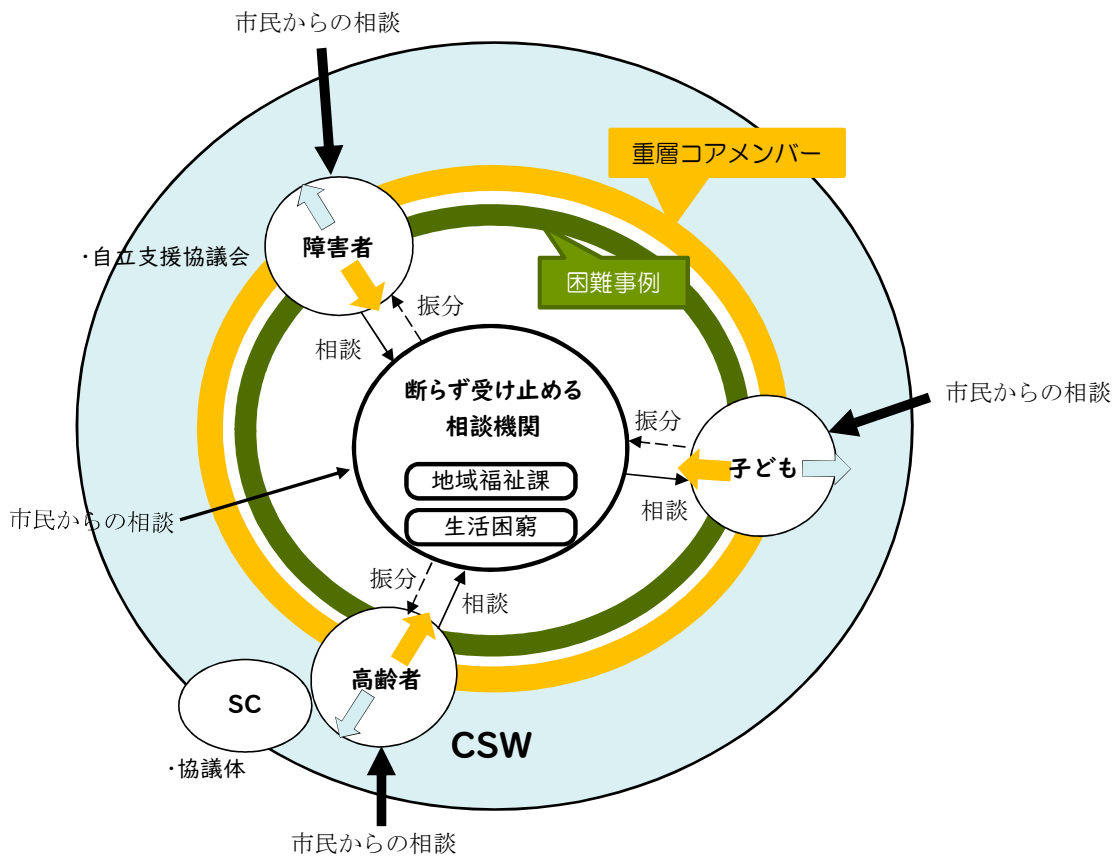 市民からの相談
重層コアメンバー
障害者
・自立支援協議会
困難事例
振分
相談
断らず受け止める
相談機関
市民からの相談
振分
子ども
地域福祉課
相談
市民からの相談
生活困窮
振分
相談
高齢者
SC
CSW
・協議体
市民からの相談